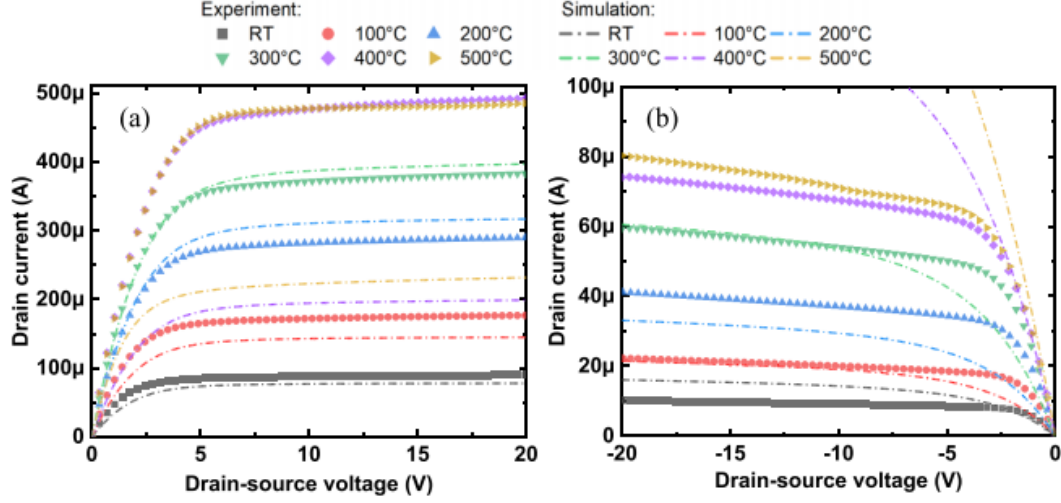 Experiment:
RT 100°C 200°C
300°C 400°C 500°C
Simulation:
RT 100°C 200°C
300°C 400°C 500°C
(a)
500µ
400µ
300µ
200µ
100µ
0
Drain current (A)
0 5 10 15 20
Drain-source voltage (V)
(b)
100µ
80µ
60µ
40µ
20µ
0
Drain current (A)
-20 -15 -10 -5 0
Drain-source voltage (V)